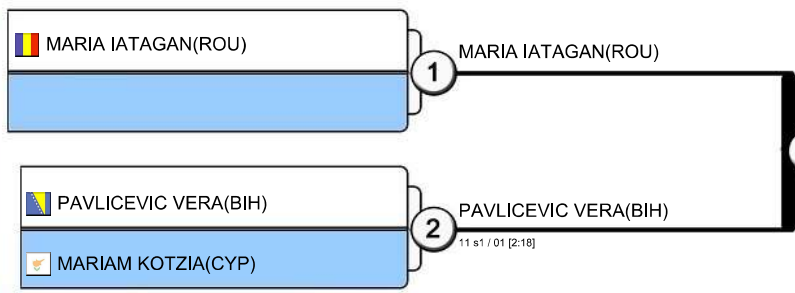 MARIA IATAGAN(ROU)
1
MARIA IATAGAN(ROU)
PAVLICEVIC VERA(BIH)
2
PAVLICEVIC VERA(BIH)
11 s1 / 01 [2:18]
MARIAM KOTZIA(CYP)